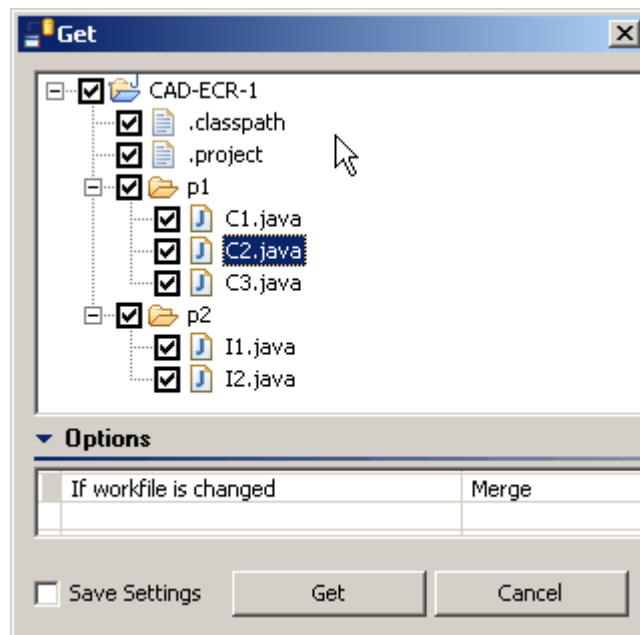 Get
CAD-ECR-1
.classpath
.project
p1
C1.java
C2.java
C3.java
p2
I1.java
I2.java
Options
If workfile is changed Merge
Save Settings Get Cancel